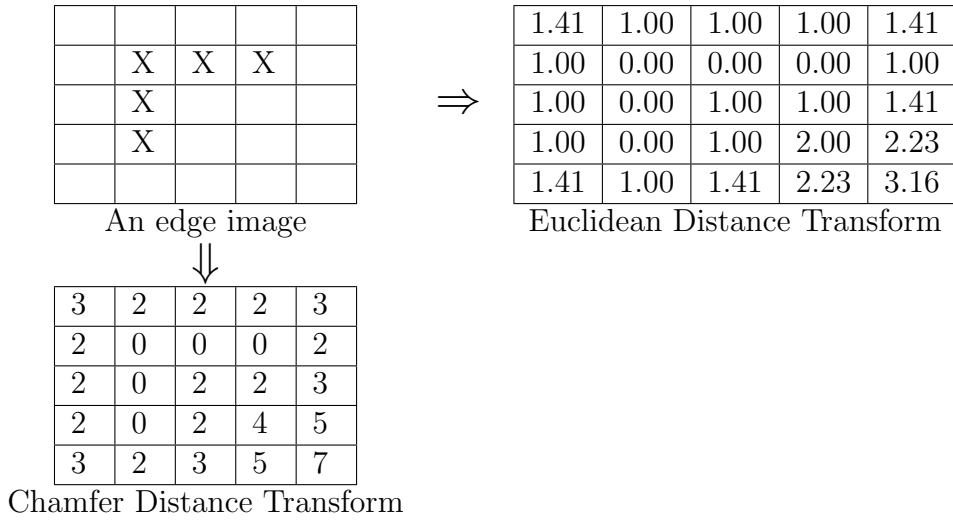 X X X
X
X
An edge image
⇒
1.41 1.00 1.00 1.00 1.41
1.00 0.00 0.00 0.00 1.00
1.00 0.00 1.00 1.00 1.41
1.00 0.00 1.00 2.00 2.23
1.41 1.00 1.41 2.23 3.16
Euclidean Distance Transform
⇓
3 2 2 2 3
2 0 0 0 2
2 0 2 2 3
2 0 2 4 5
3 2 3 5 7
Chamfer Distance Transform